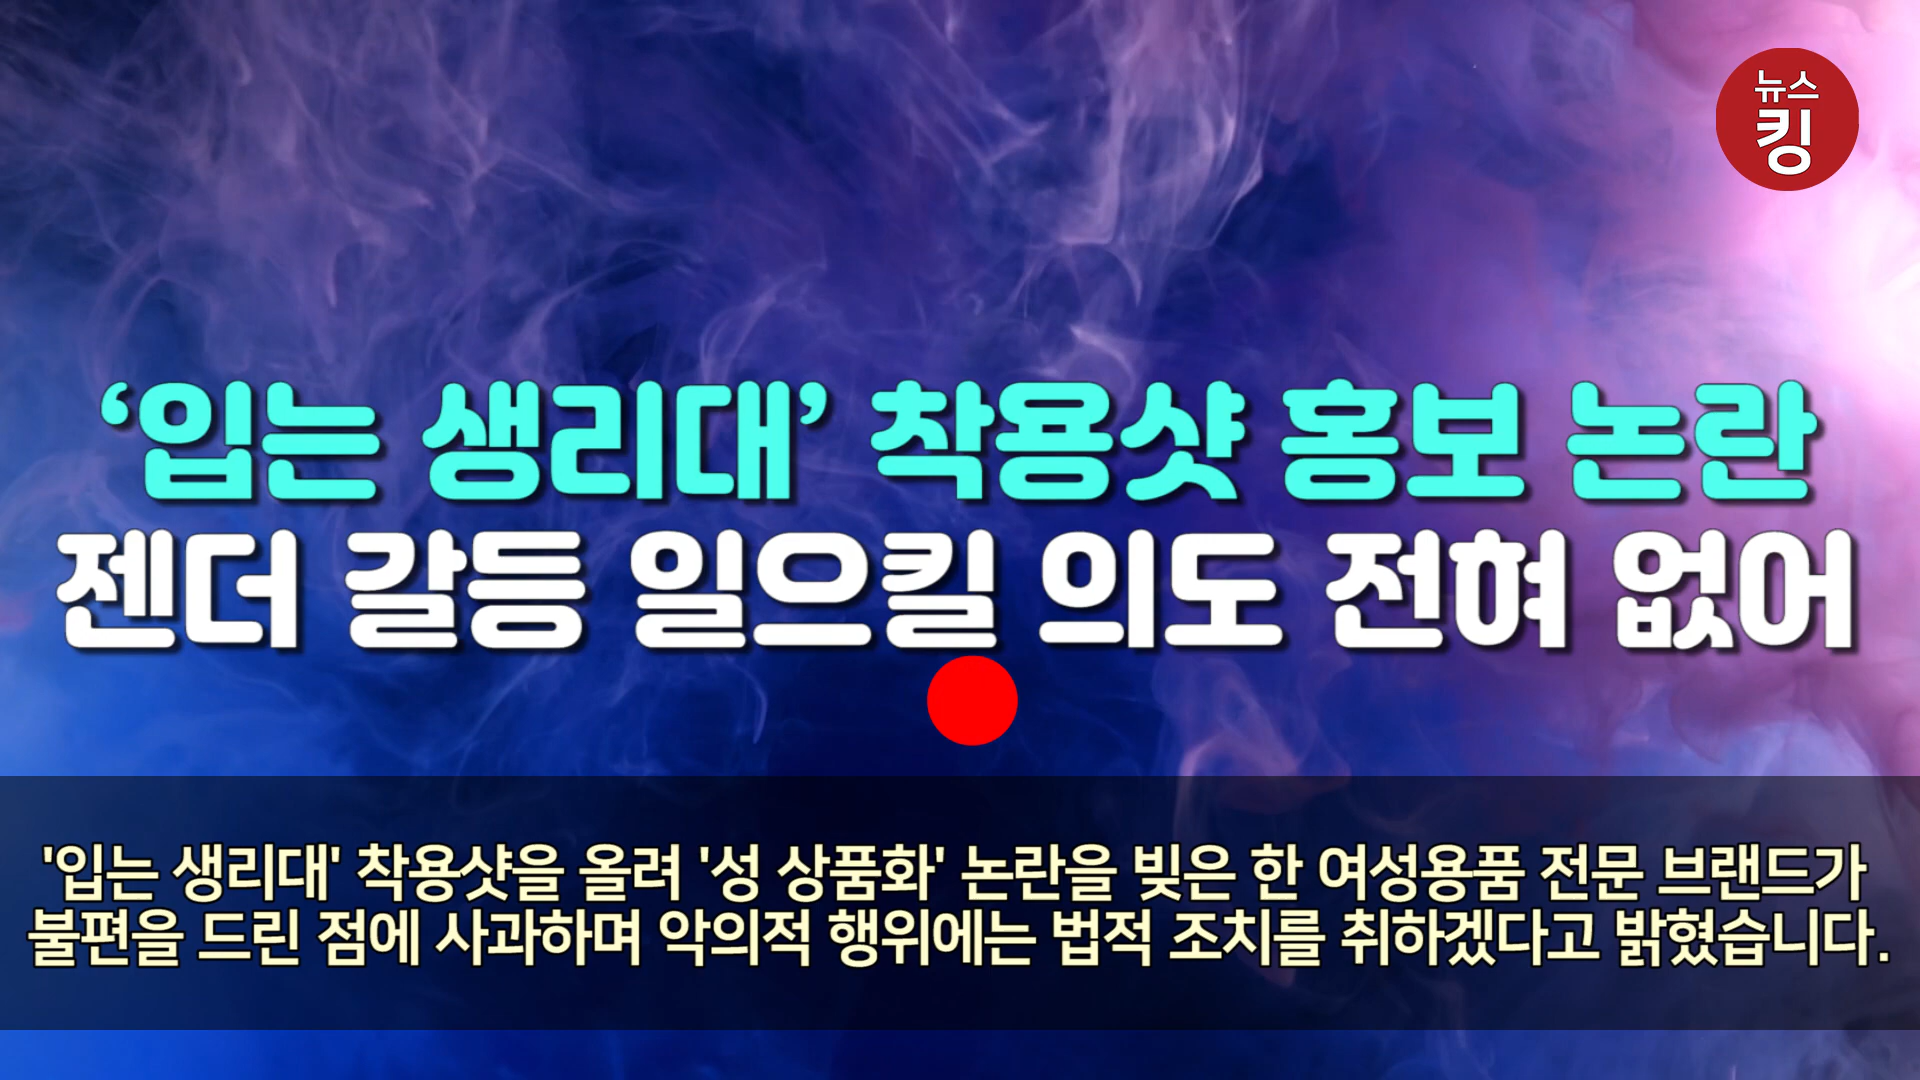 뉴스
킹
‘입는 생리대’ 착용샷 홍보 논란
젠더 갈등 일으킬 의도 전혀 없어
'입는 생리대' 착용샷을 올려 '성 상품화' 논란을 빚은 한 여성용품 전문 브랜드가
불편을 드린 점에 사과하며 악의적 행위에는 법적 조치를 취하겠다고 밝혔습니다.